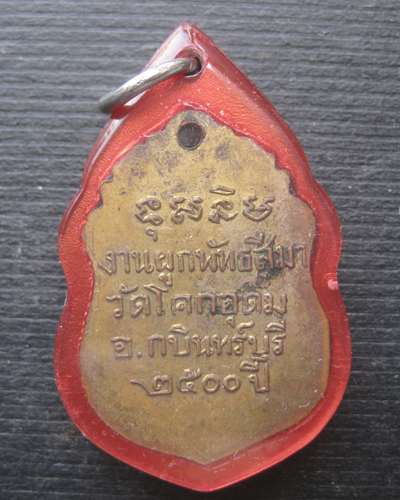 งานผูกพัทธสีมา
วัดโคกอุดม
อ.กบินทร์บุรี
๒๕๐๐ ปี